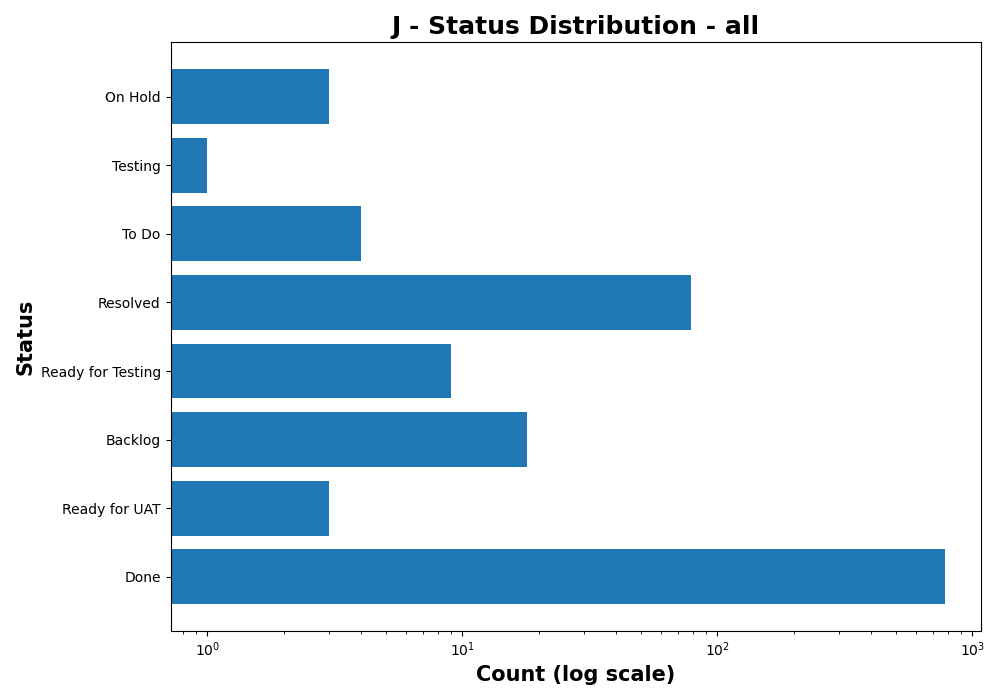 J - Status Distribution - all
On Hold
Testing
To Do
Resolved
Ready for Testing
Backlog
Ready for UAT
Done
Status
10⁰ 10¹ 10² 10³
Count (log scale)